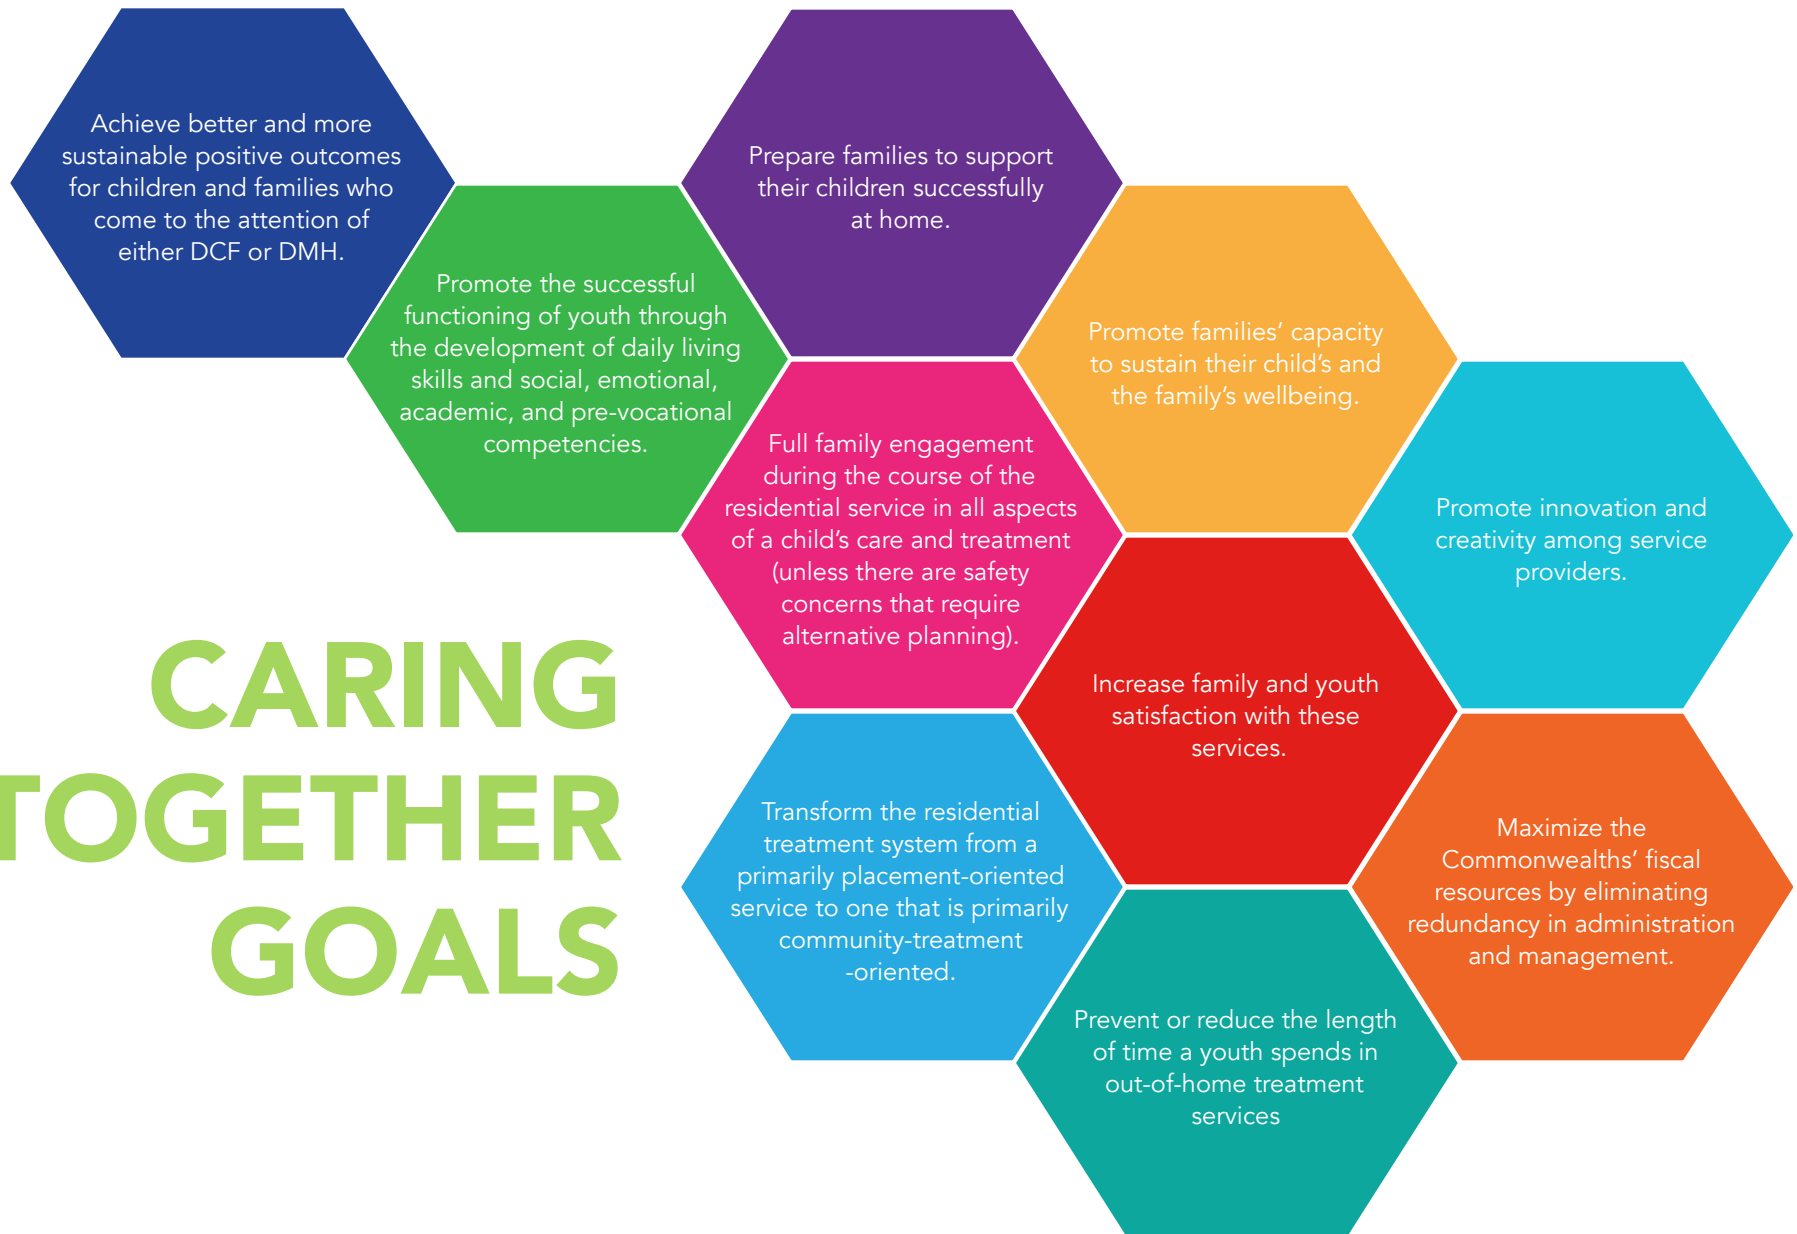 Achieve better and more
sustainable positive outcomes
for children and families who
come to the attention of
either DCF or DMH.
Promote the successful
functioning of youth through
the development of daily living
skills and social, emotional,
academic, and pre-vocational
competencies.
Prepare families to support
their children successfully
at home.
Full family engagement
during the course of the
residential service in all aspects
of a child’s care and treatment
(unless there are safety
concerns that require
alternative planning).
Promote families’ capacity
to sustain their child’s and
the family’s wellbeing.
Promote innovation and
creativity among service
providers.
Increase family and youth
satisfaction with these
services.
Transform the residential
treatment system from a
primarily placement-oriented
service to one that is primarily
community-treatment
-oriented.
Maximize the
Commonwealths’ fiscal
resources by eliminating
redundancy in administration
and management.
Prevent or reduce the length
of time a youth spends in
out-of-home treatment
services
CARING
TOGETHER
GOALS